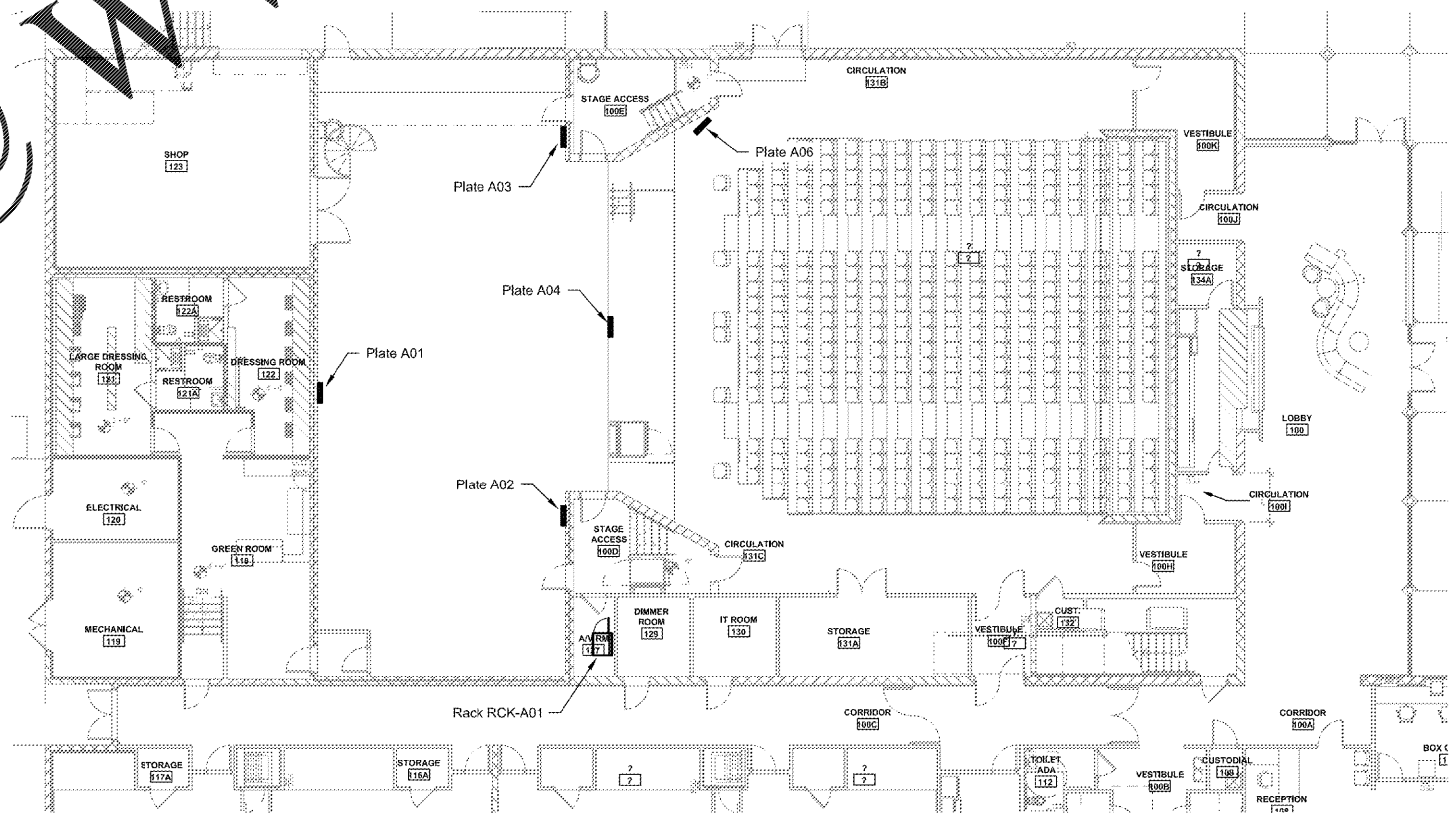 CIRCULATION
131B
STAGE ACCESS
100E
SHOP
123
Plate A06
VESTIBULE
100K
Plate A03
CIRCULATION
100J
?
?
?
STORAGE
134A
Plate A04
RESTROOM
122A
Plate A01
LARGE DRESSING
ROOM
121
DRESSING ROOM
122
RESTROOM
121A
LOBBY
100
Plate A02
ELECTRICAL
120
CIRCULATION
100I
STAGE
ACCESS
100D
CIRCULATION
131C
GREEN ROOM
118
VESTIBULE
100H
MECHANICAL
119
A/V RM
127
DIMMER
ROOM
129
IT ROOM
130
STORAGE
131A
VESTIBULE
100F
?
CUST.
132
Rack RCK-A01
CORRIDOR
100C
CORRIDOR
100A
STORAGE
117A
STORAGE
116A
?
?
?
?
TOILET
ADA
112
VESTIBULE
100B
CUSTODIAL
109
RECEPTION
108
BOX